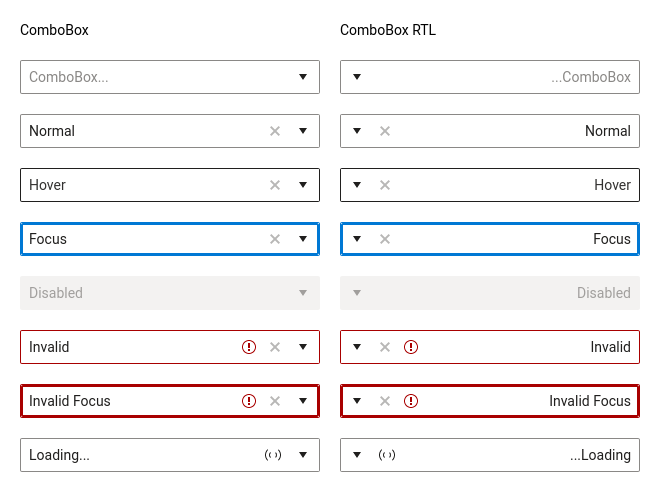 ComboBox
ComboBox RTL
ComboBox...
...ComboBox
Normal
Normal
Hover
Hover
Focus
Focus
Disabled
Disabled
Invalid
Invalid
Invalid Focus
Invalid Focus
Loading...
...Loading